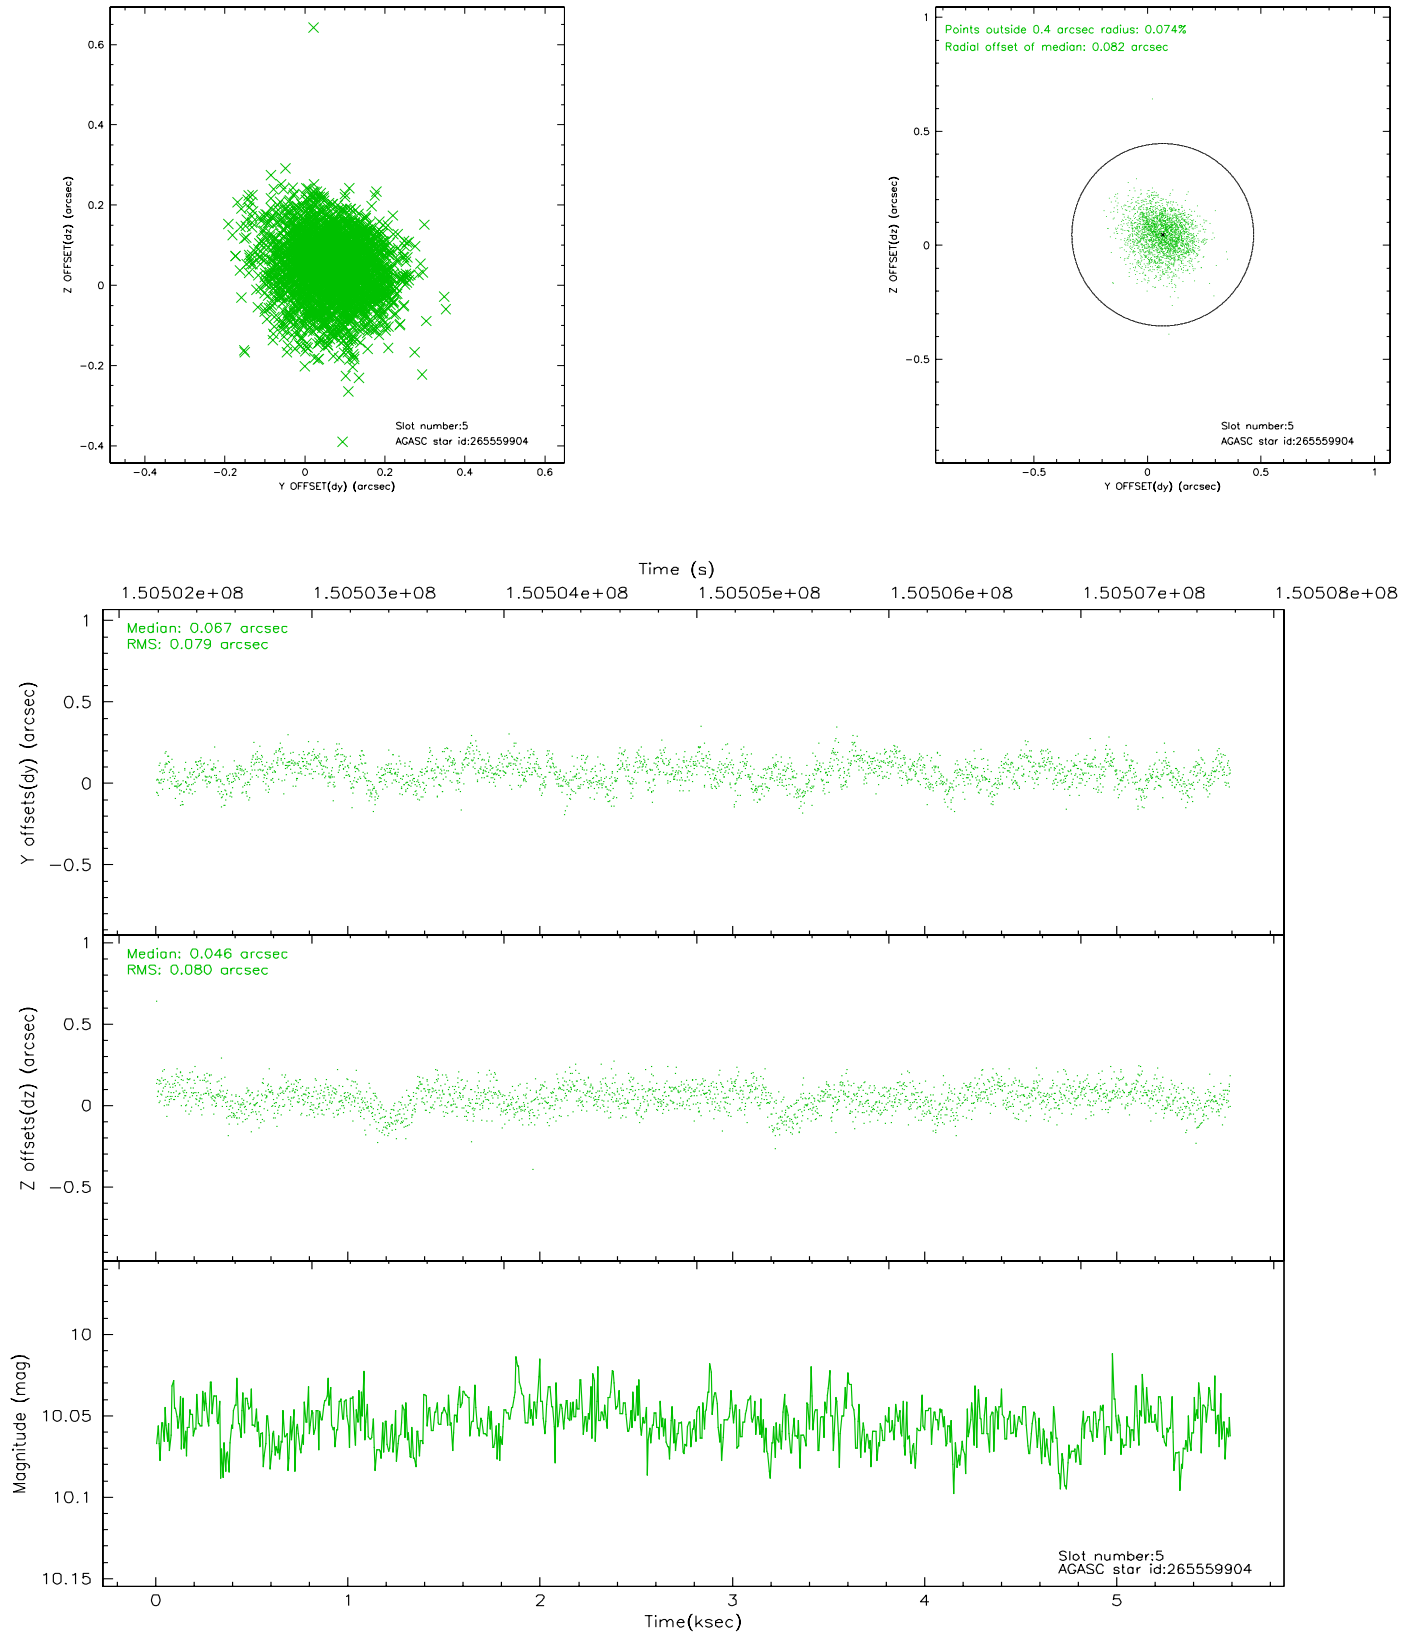 0.6
0.4
0.2
0
−0.2
−0.4
Z OFFSET(dz) (arcsec)
−0.4 −0.2 0 0.2 0.4 0.6
Y OFFSET(dy) (arcsec)
Slot number:5
AGASC star id:265559904
Points outside 0.4 arcsec radius: 0.074%
Radial offset of median: 0.082 arcsec
1
0.5
0
−0.5
Z OFFSET(dz) (arcsec)
−0.5 0 0.5 1
Y OFFSET(dy) (arcsec)
Slot number:5
AGASC star id:265559904
Time (s)
1.50502e+08 1.50503e+08 1.50504e+08 1.50505e+08 1.50506e+08 1.50507e+08 1.50508e+08
Median: 0.067 arcsec
RMS: 0.079 arcsec
1
0.5
0
−0.5
Y offsets(dy) (arcsec)
Median: 0.046 arcsec
RMS: 0.080 arcsec
1
0.5
0
−0.5
Z offsets(dz) (arcsec)
10
10.05
10.1
10.15
Magnitude (mag)
Slot number:5
AGASC star id:265559904
0 1 2 3 4 5
Time(ksec)